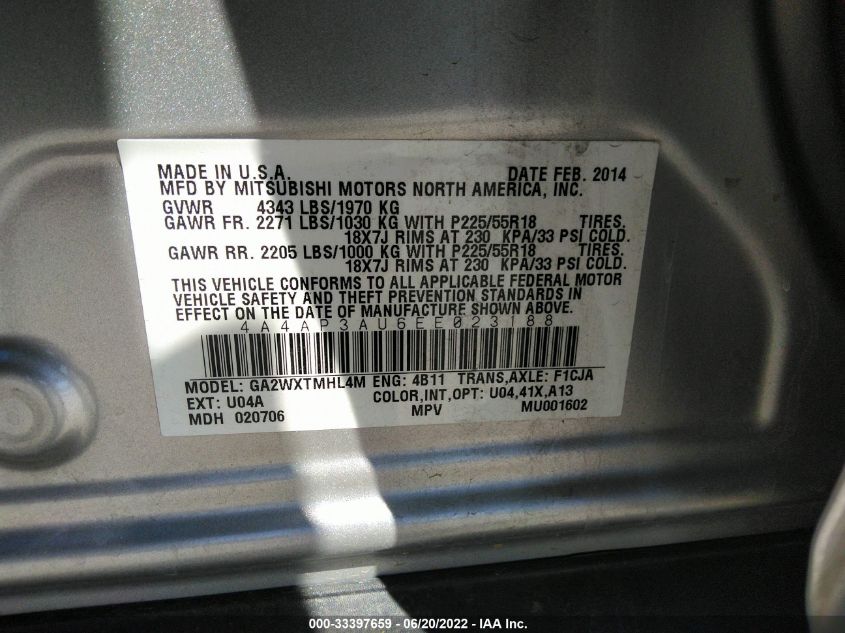 MADE IN U.S.A. DATE FEB. 2014
MFD BY MITSUBISHI MOTORS NORTH AMERICA, INC.
GVWR 4343 LBS/1970 KG
GAWR FR. 2271 LBS/1030 KG WITH P225/55R18 TIRES.
18X7J RIMS AT 230 KPA/33 PSI COLD.
GAWR RR. 2205 LBS/1000 KG WITH P225/55R18 TIRES.
18X7J RIMS AT 230 KPA/33 PSI COLD.
THIS VEHICLE CONFORMS TO ALL APPLICABLE FEDERAL MOTOR
VEHICLE SAFETY AND THEFT PREVENTION STANDARDS IN
EFFECT ON THE DATE OF MANUFACTURE SHOWN ABOVE.
4A4AP3AU6EE023188
MODEL: GA2WXTMHL4M ENG: 4B11 TRANS,AXLE: F1CJA
EXT: U04A COLOR,INT,OPT: U04,41X,A13
MDH 020706 MPV MU001602
000-33397659 - 06/20/2022 - IAA Inc.